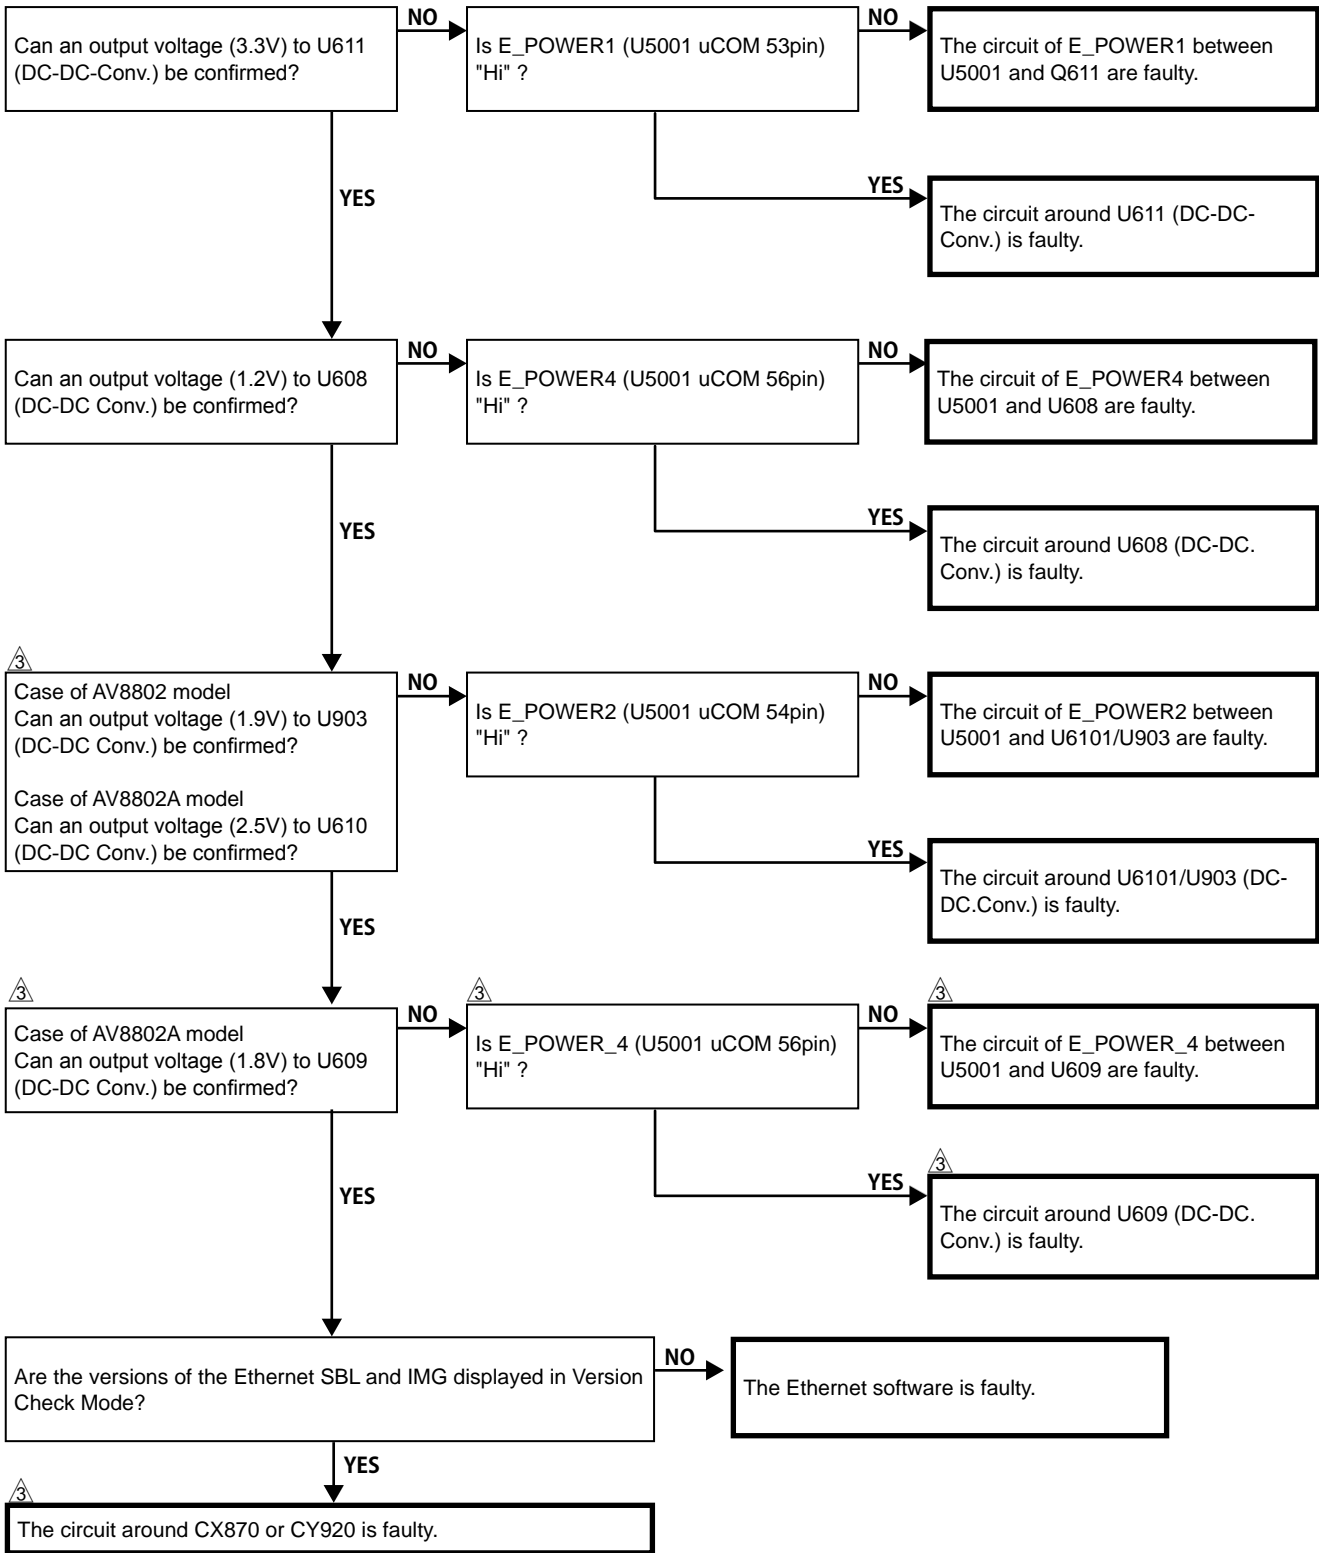 Can an output voltage (3.3V) to U611
(DC-DC-Conv.) be confirmed?
NO
Is E_POWER1 (U5001 uCOM 53pin)
"Hi" ?
NO
The circuit of E_POWER1 between
U5001 and Q611 are faulty.
YES
YES
The circuit around U611 (DC-DC-
Conv.) is faulty.
Can an output voltage (1.2V) to U608
(DC-DC Conv.) be confirmed?
NO
Is E_POWER4 (U5001 uCOM 56pin)
"Hi" ?
NO
The circuit of E_POWER4 between
U5001 and U608 are faulty.
YES
YES
The circuit around U608 (DC-DC.
Conv.) is faulty.
3
Case of AV8802 model
Can an output voltage (1.9V) to U903
(DC-DC Conv.) be confirmed?
Case of AV8802A model
Can an output voltage (2.5V) to U610
(DC-DC Conv.) be confirmed?
NO
Is E_POWER2 (U5001 uCOM 54pin)
"Hi" ?
NO
The circuit of E_POWER2 between
U5001 and U6101/U903 are faulty.
YES
The circuit around U6101/U903 (DC-
DC.Conv.) is faulty.
YES
3
Case of AV8802A model
Can an output voltage (1.8V) to U609
(DC-DC Conv.) be confirmed?
NO
3
Is E_POWER_4 (U5001 uCOM 56pin)
"Hi" ?
NO
3
The circuit of E_POWER_4 between
U5001 and U609 are faulty.
YES
YES
3
The circuit around U609 (DC-DC.
Conv.) is faulty.
Are the versions of the Ethernet SBL and IMG displayed in Version
Check Mode?
NO
The Ethernet software is faulty.
YES
3
The circuit around CX870 or CY920 is faulty.